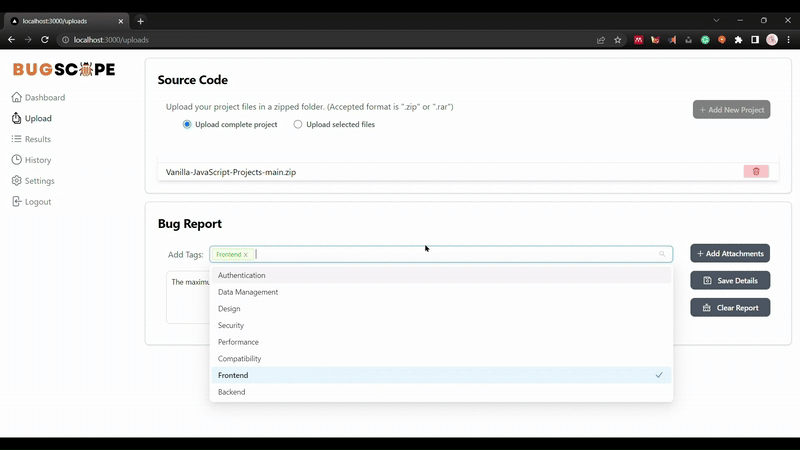 localhost:3000/uploads
localhost:3000/uploads
BUGSCOPE
Dashboard
Upload
Results
History
Settings
Logout
Source Code
Upload your project files in a zipped folder. (Accepted format is ".zip" or ".rar")
+ Add New Project
Upload complete project
Upload selected files
Vanilla-JavaScript-Projects-main.zip
Bug Report
Add Tags:
Frontend
+ Add Attachments
The maximu
Save Details
Clear Report
Authentication
Data Management
Design
Security
Performance
Compatibility
Frontend
Backend